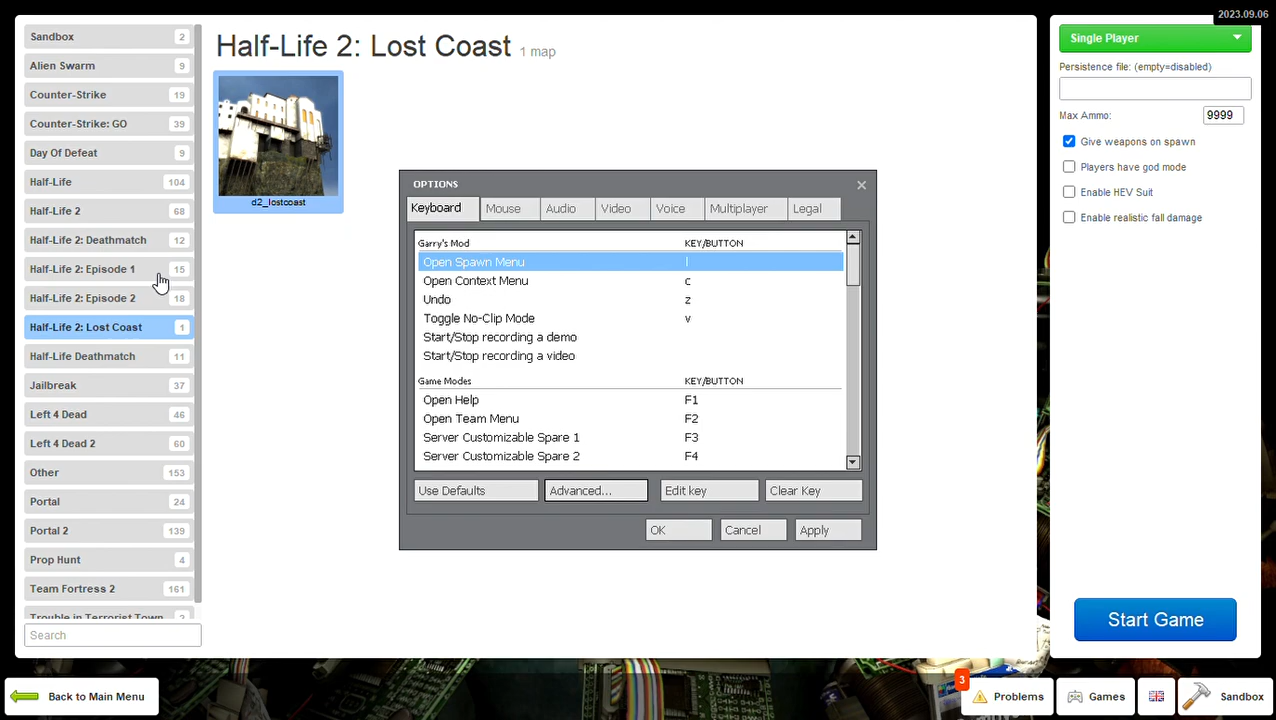 2023.09.06
Sandbox 2
Alien Swarm 9
Counter-Strike 19
Counter-Strike: GO 39
Day Of Defeat 9
Half-Life 104
Half-Life 2 68
Half-Life 2: Deathmatch 12
Half-Life 2: Episode 1 15
Half-Life 2: Episode 2 18
Half-Life 2: Lost Coast 1
Half-Life Deathmatch 11
Jailbreak 37
Left 4 Dead 46
Left 4 Dead 2 60
Other 153
Portal 24
Portal 2 139
Prop Hunt 4
Team Fortress 2 161
Trouble in Terrorist Town 2
Search
Half-Life 2: Lost Coast 1 map
d2_lostcoast
OPTIONS
Keyboard Mouse Audio Video Voice Multiplayer Legal
Garry's Mod KEY/BUTTON
Open Spawn Menu l
Open Context Menu c
Undo z
Toggle No-Clip Mode v
Start/Stop recording a demo
Start/Stop recording a video
Game Modes KEY/BUTTON
Open Help F1
Open Team Menu F2
Server Customizable Spare 1 F3
Server Customizable Spare 2 F4
Use Defaults Advanced... Edit key Clear Key
OK Cancel Apply
Single Player
Persistence file: (empty=disabled)
Max Ammo: 9999
Give weapons on spawn
Players have god mode
Enable HEV Suit
Enable realistic fall damage
Start Game
Back to Main Menu
3 Problems Games Sandbox